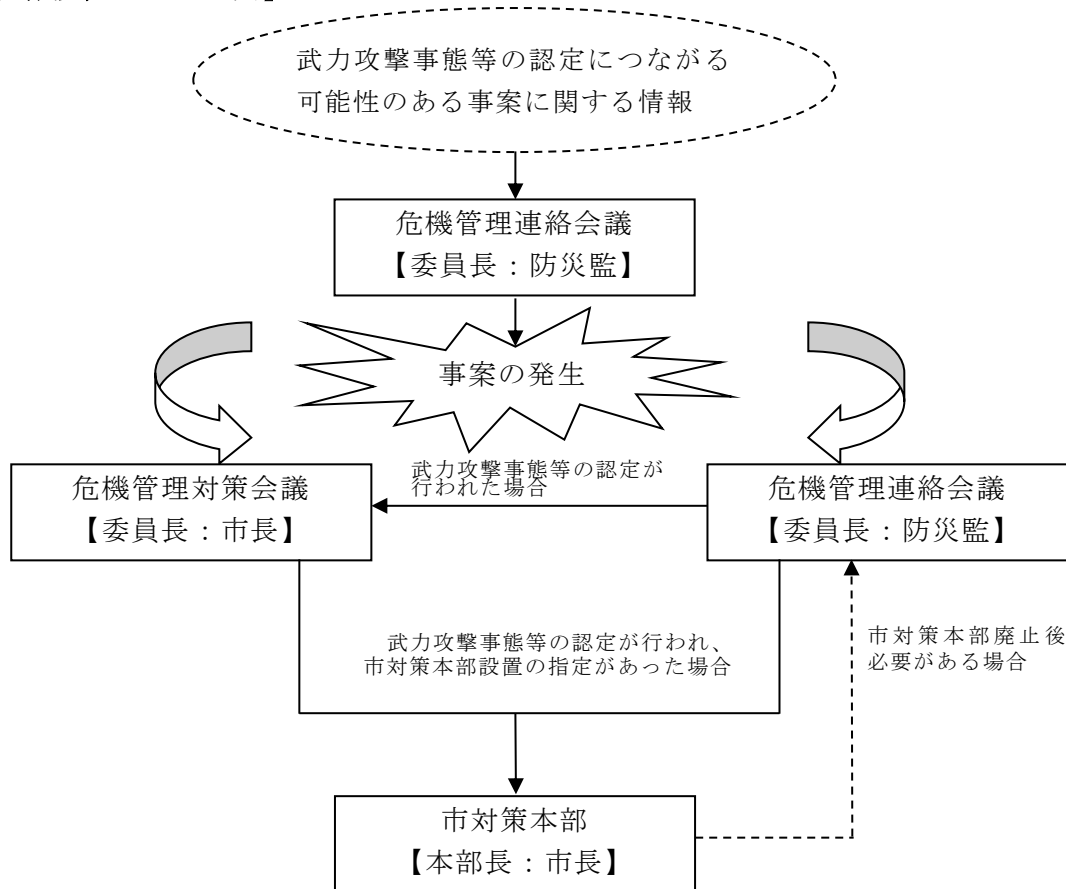 武力攻撃事態等の認定につながる
可能性のある事案に関する情報
危機管理連絡会議
【委員長：防災監】
事案の発生
武力攻撃事態等の認定が
行われた場合
危機管理対策会議
【委員長：市長】
危機管理連絡会議
【委員長：防災監】
武力攻撃事態等の認定が行われ、
市対策本部設置の指定があった場合
市対策本部廃止後
必要がある場合
市対策本部
【本部長：市長】